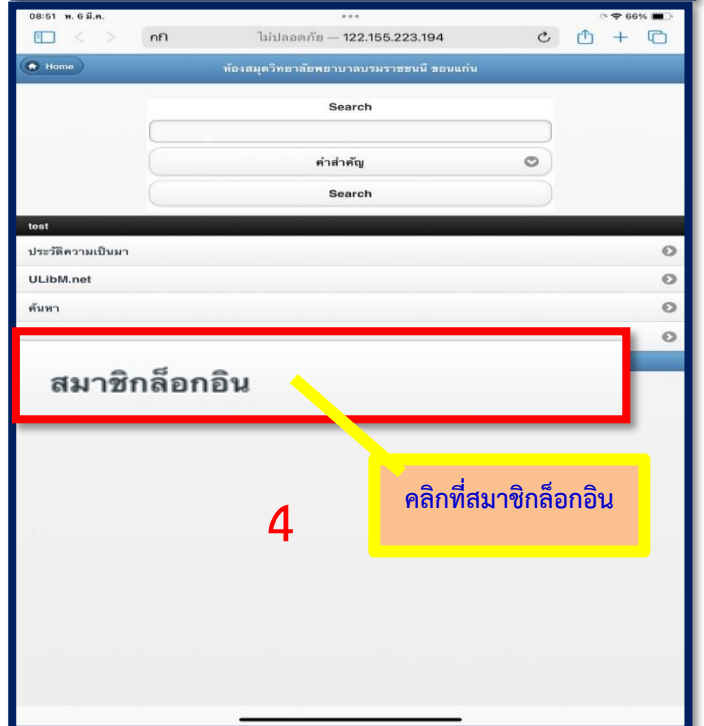 08:51 พ. 6 มี.ค.
66%
กก
ไม่ปลอดภัย — 122.155.223.194
Home
ห้องสมุดวิทยาลัยพยาบาลบรมราชชนนี ขอนแก่น
Search
คำสำคัญ
Search
test
ประวัติความเป็นมา
ULibM.net
ค้นหา
สมาชิกล็อกอิน
คลิกที่สมาชิกล็อกอิน
4